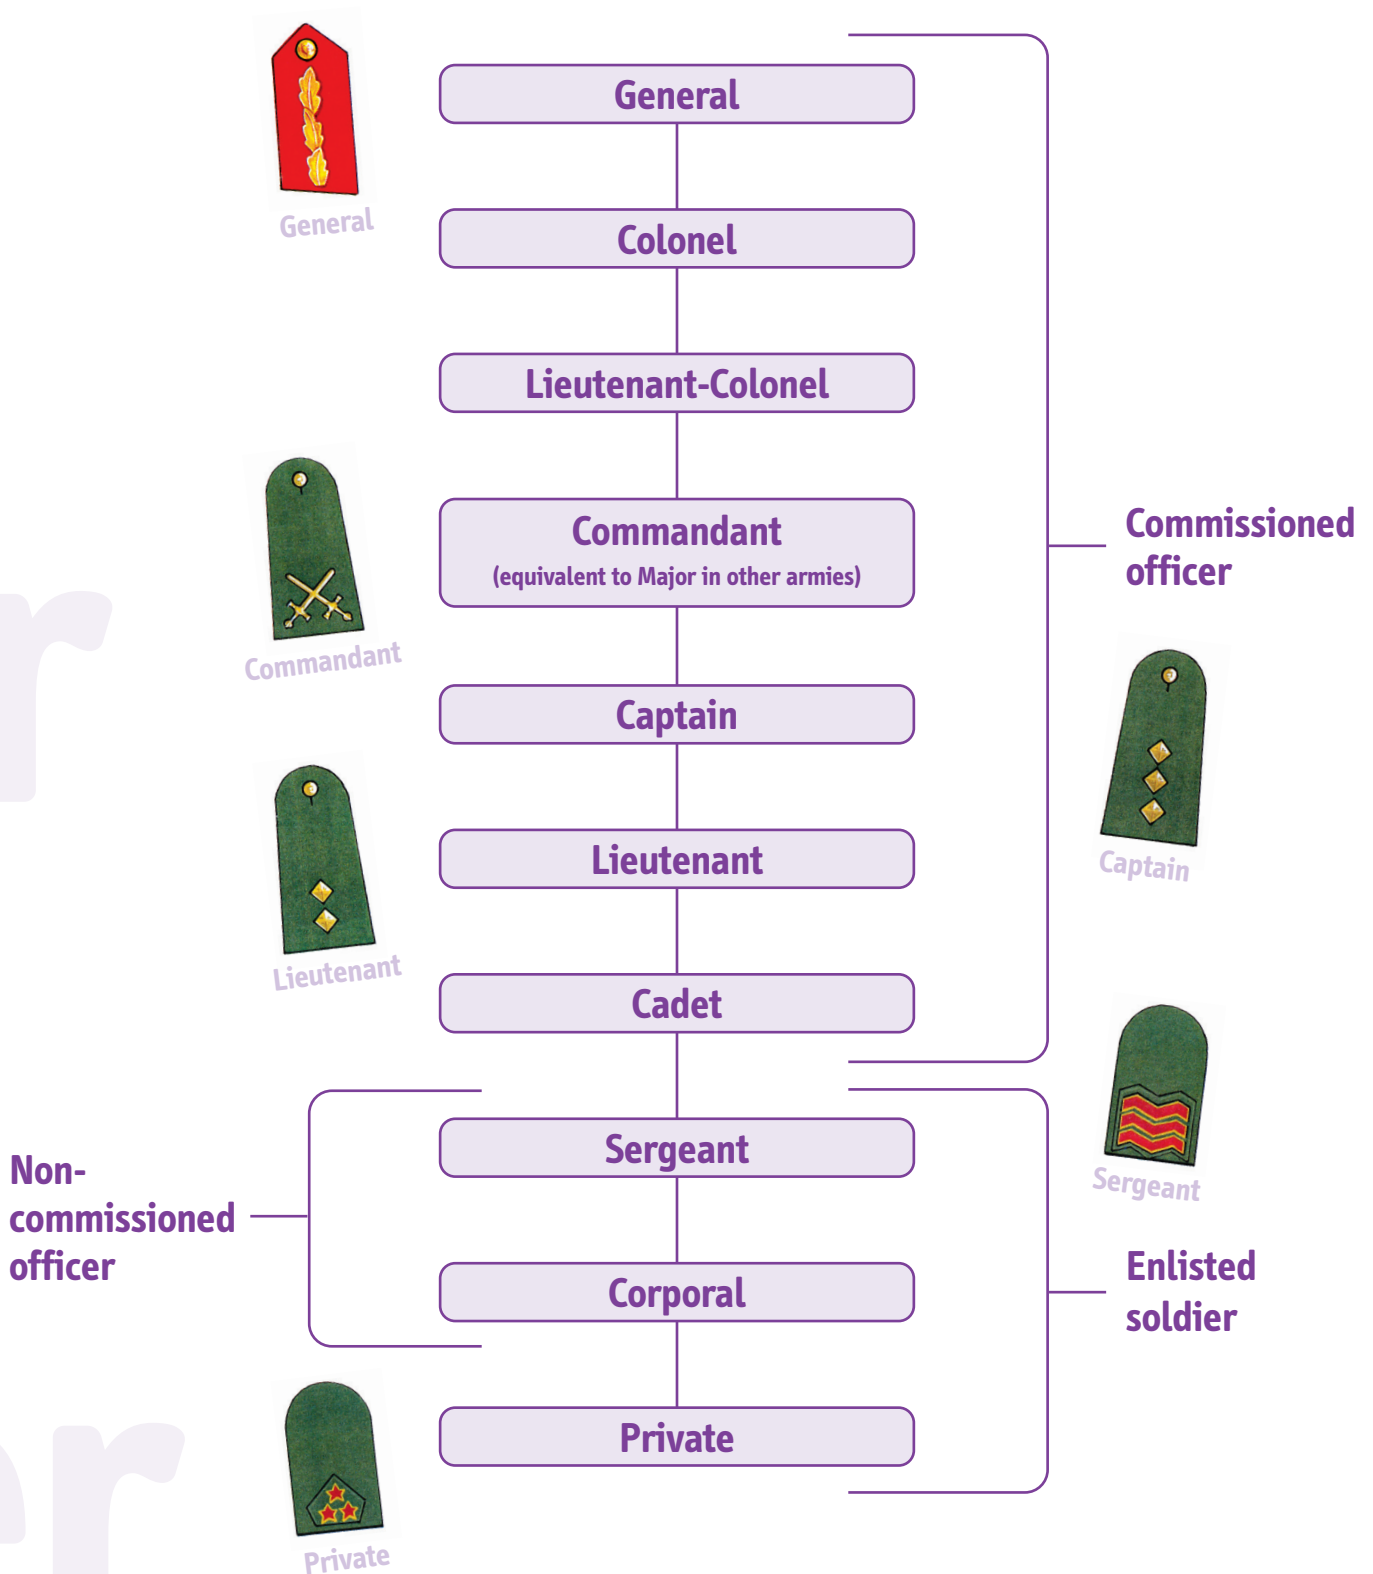 General
General
Colonel
Lieutenant-Colonel
Commandant
(equivalent to Major in other armies)
Commissioned
officer
Commandant
Captain
Captain
Lieutenant
Lieutenant
Cadet
Sergeant
Sergeant
Non-
commissioned
officer
Corporal
Enlisted
soldier
Private
Private
r
er